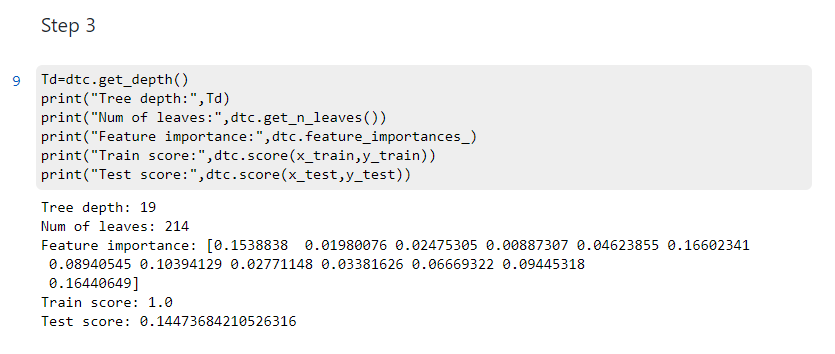 Step 3
9
Td=dtc.get_depth()
print("Tree depth:",Td)
print("Num of leaves:",dtc.get_n_leaves())
print("Feature importance:",dtc.feature_importances_)
print("Train score:",dtc.score(x_train,y_train))
print("Test score:",dtc.score(x_test,y_test))
Tree depth: 19
Num of leaves: 214
Feature importance: [0.1538838  0.01980076 0.02475305 0.00887307 0.04623855 0.16602341
 0.08940545 0.10394129 0.02771148 0.03381626 0.06669322 0.09445318
 0.16440649]
Train score: 1.0
Test score: 0.14473684210526316